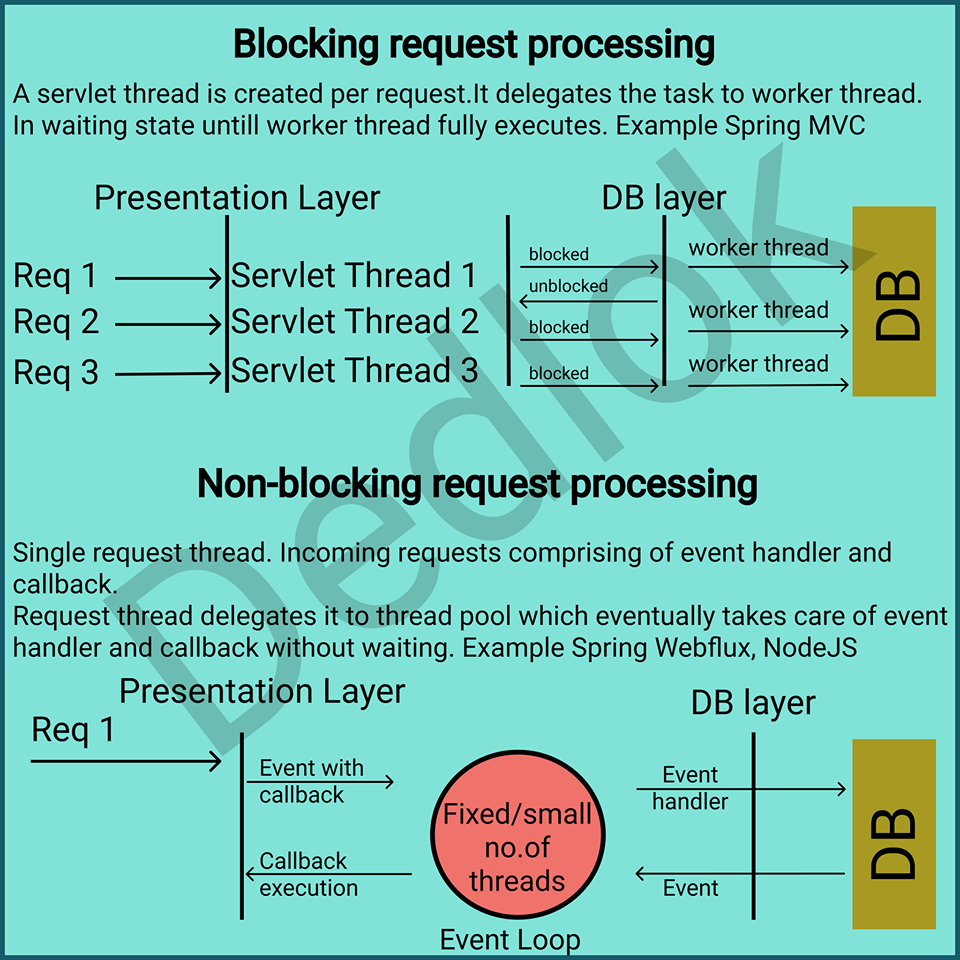 Blocking request processing
A servlet thread is created per request.It delegates the task to worker thread.
In waiting state untill worker thread fully executes. Example Spring MVC
Presentation Layer
DB layer
Req 1
Servlet Thread 1
blocked
worker thread
unblocked
Req 2
Servlet Thread 2
blocked
worker thread
Req 3
Servlet Thread 3
blocked
worker thread
DB
Dedlok
Non-blocking request processing
Single request thread. Incoming requests comprising of event handler and
callback.
Request thread delegates it to thread pool which eventually takes care of event
handler and callback without waiting. Example Spring Webflux, NodeJS
Presentation Layer
DB layer
Req 1
Event with
callback
Callback
execution
Fixed/small
no.of
threads
Event Loop
Event
handler
Event
DB